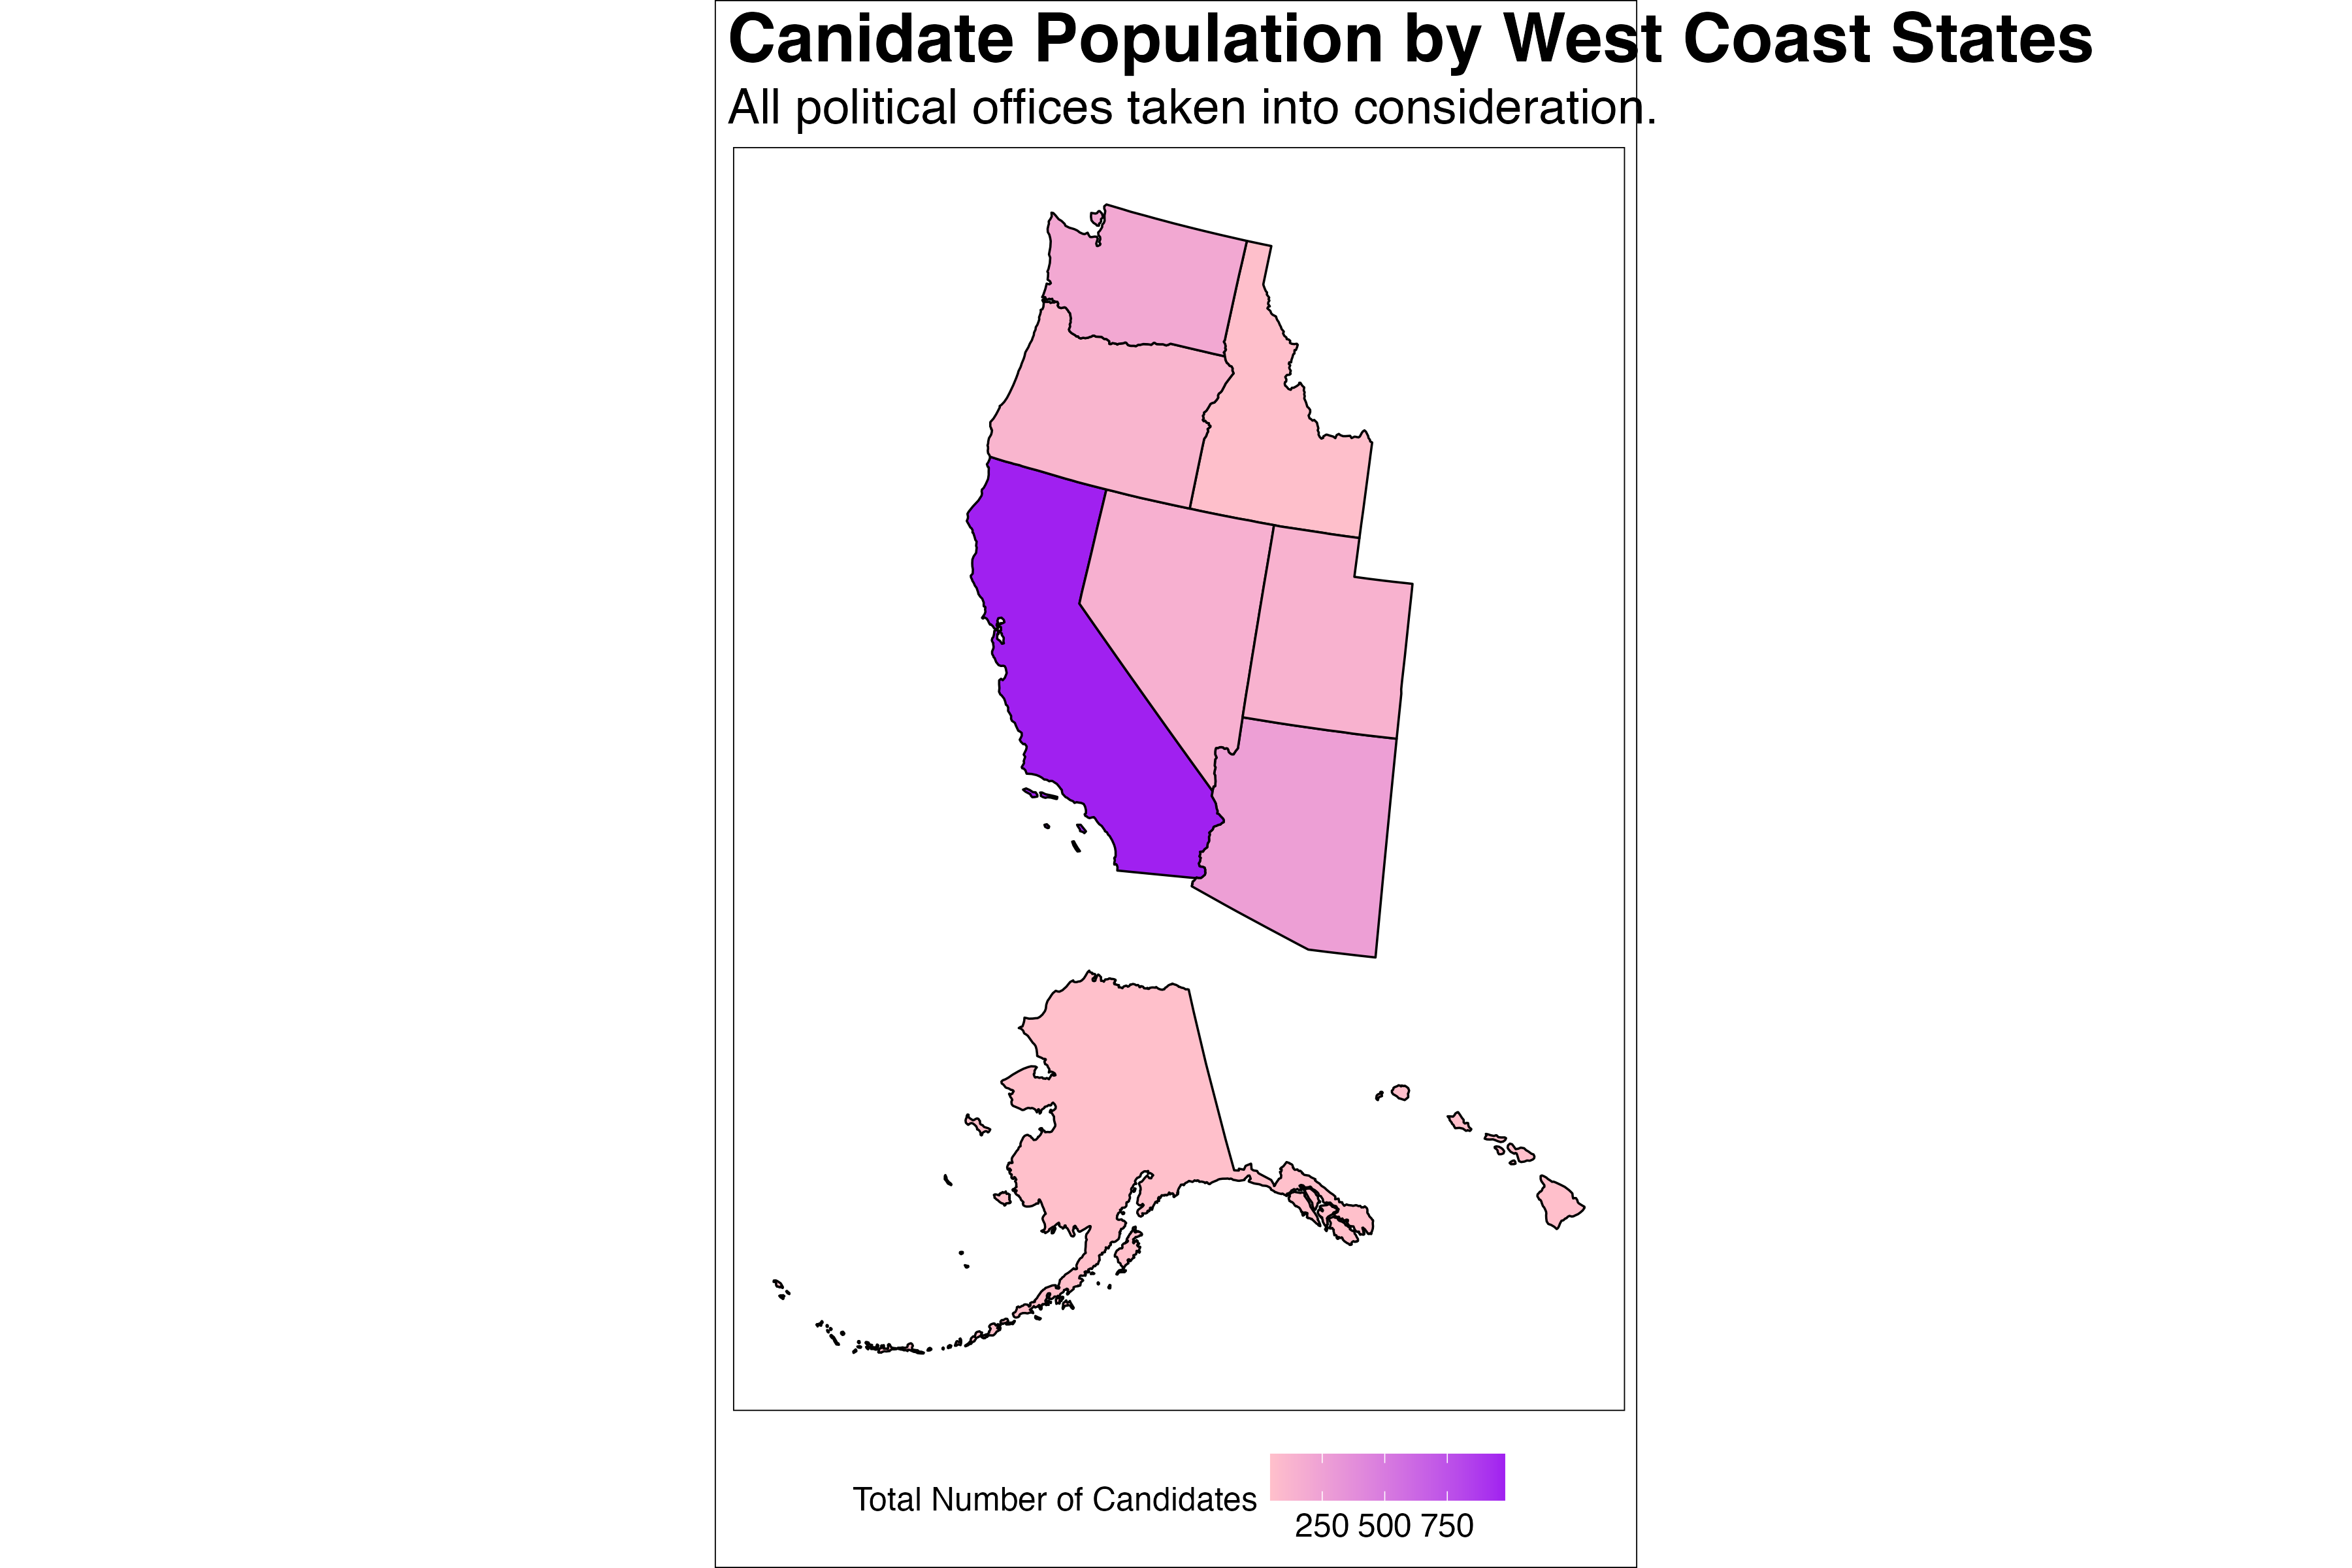 Canidate Population by West Coast States
All political offices taken into consideration.
Total Number of Candidates
250 500 750